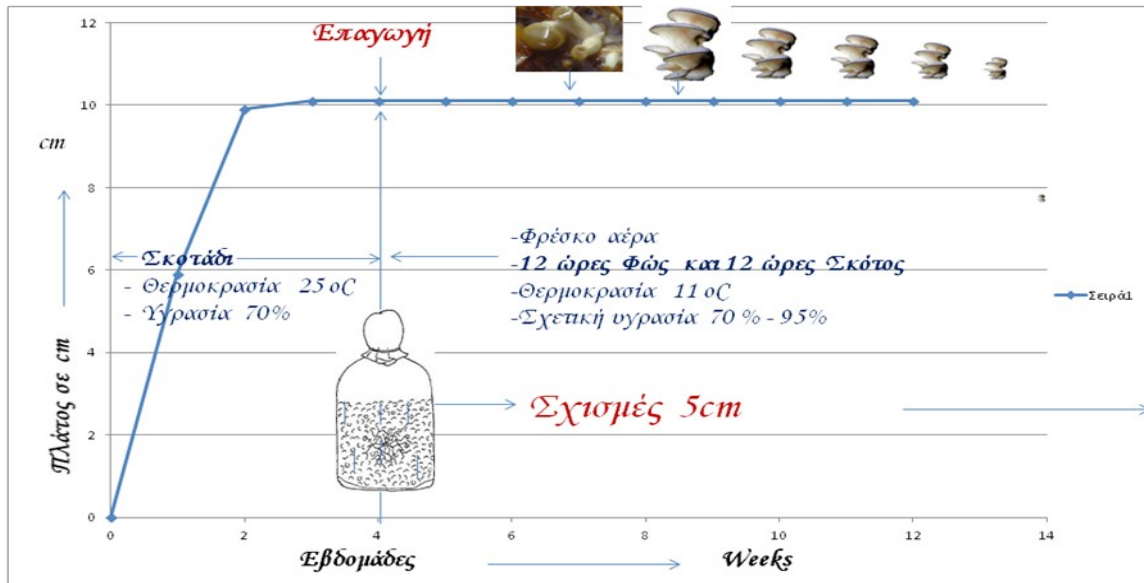 12
Επαγωγή
10
cm
8
-Φρέσκο αέρα
Σκοτάδι
-12 ώρες Φώς και 12 ώρες Σκότος
6
- Θερμοκρασία 25 οC
-Θερμοκρασία 11 οC
Σειρά1
- Υγρασία 70%
-Σχετική υγρασία 70 % - 95%
4
Πλάτος σε cm
Σχισμές 5cm
2
0
0 2 4 6 8 10 12 14
Εβδομάδες Weeks